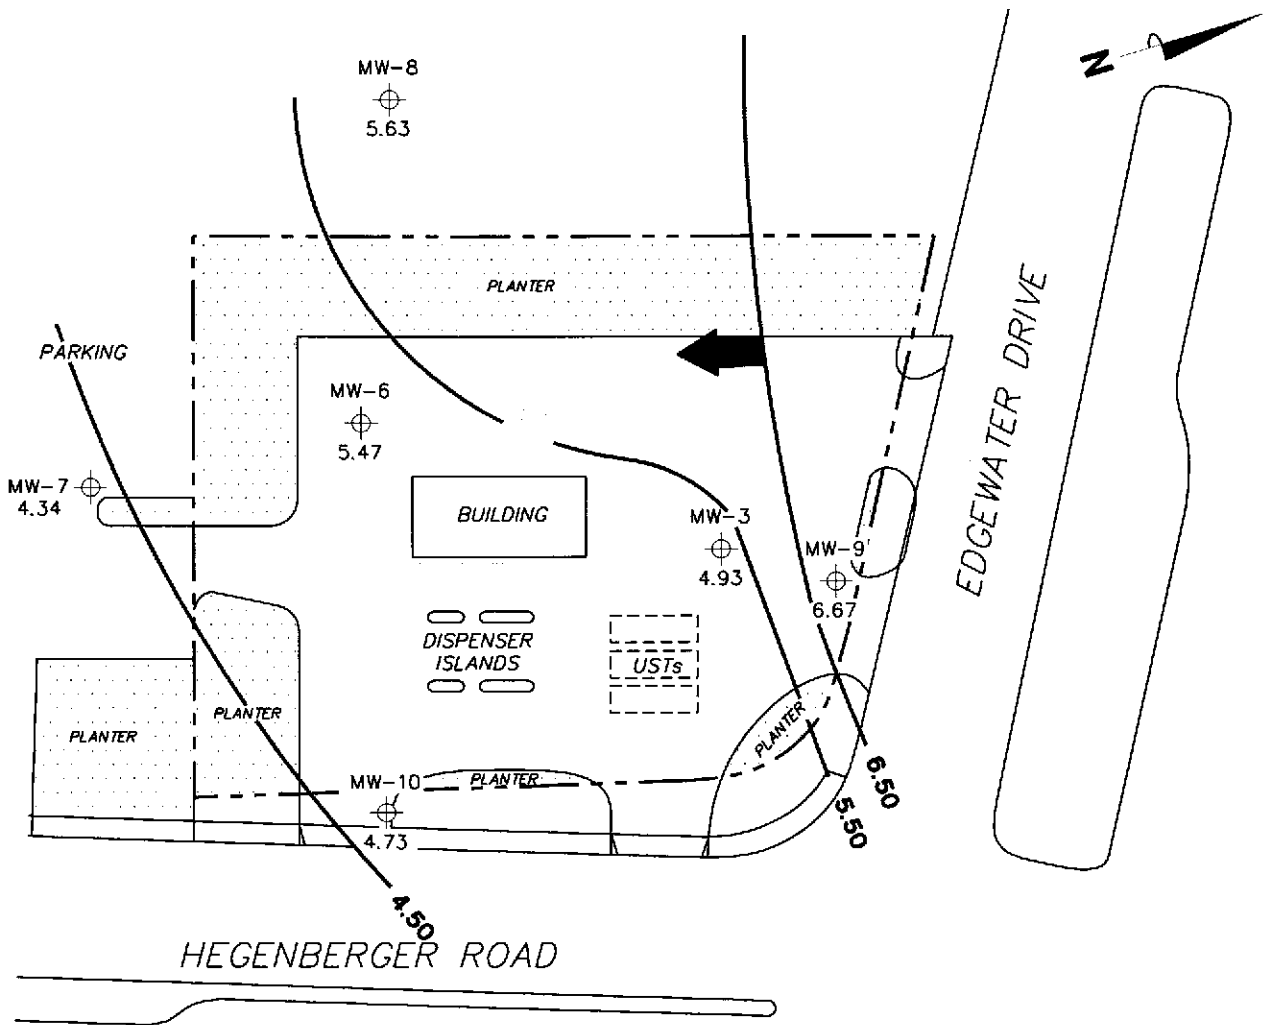 N
MW-8
5.63
PLANTER
PARKING
EDGEWATER DRIVE
MW-6
5.47
MW-7
4.34
BUILDING
MW-3
4.93
MW-9
6.67
DISPENSER
ISLANDS
USTs
PLANTER
PLANTER
PLANTER
PLANTER
MW-10
4.73
6.50
5.50
4.50
HEGENBERGER ROAD